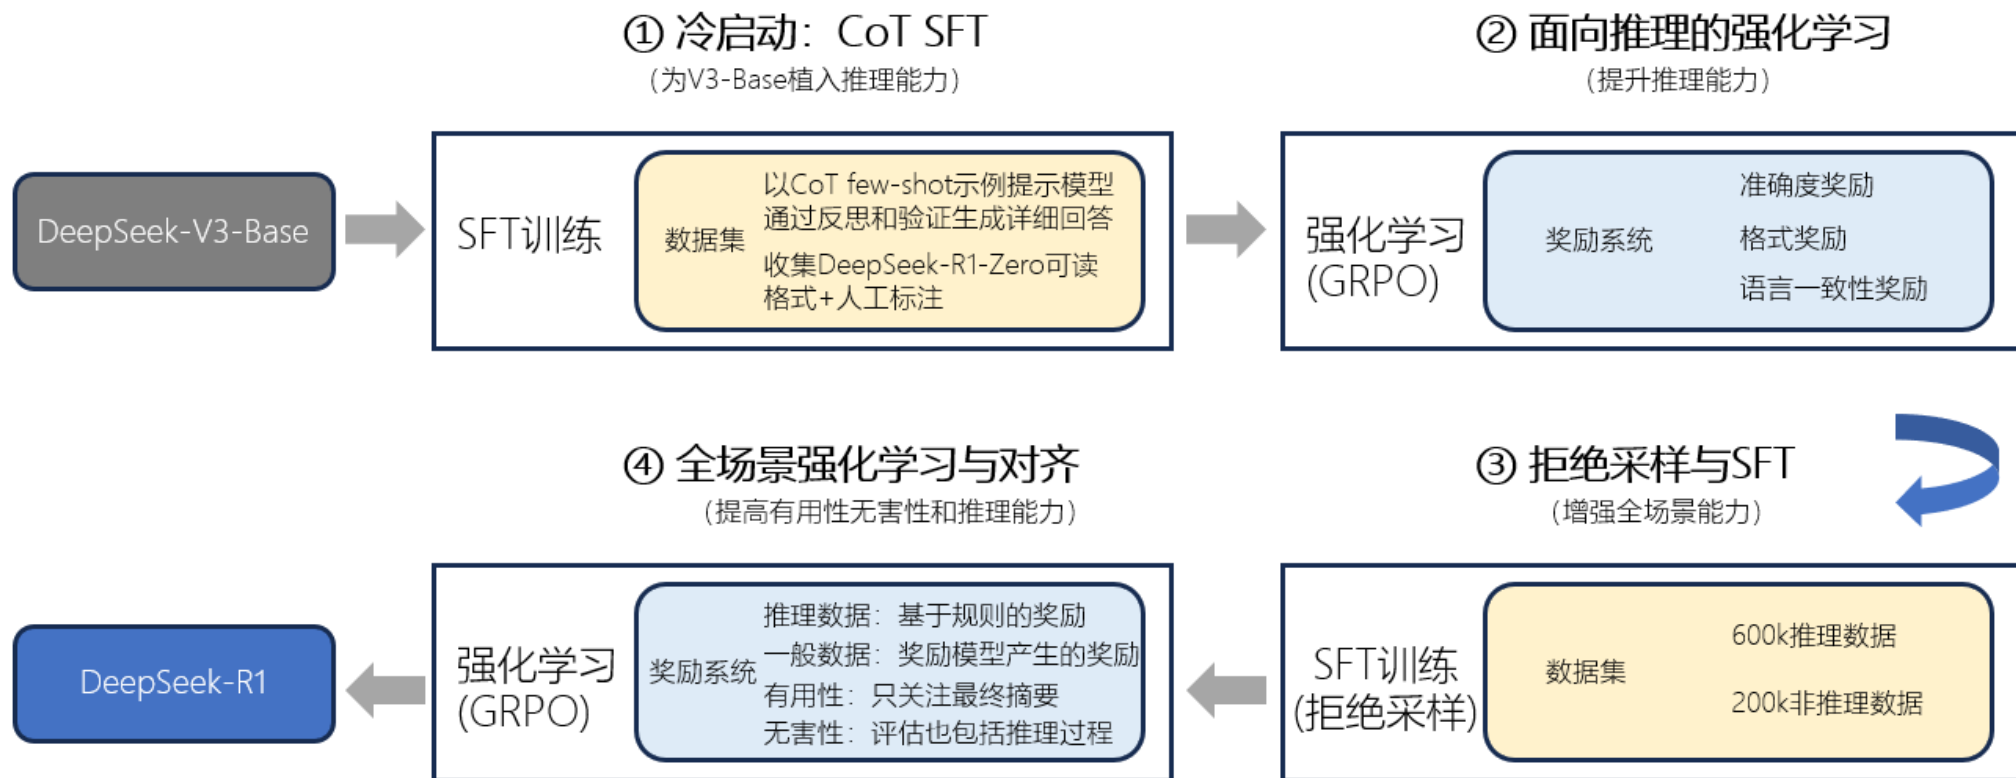 ① 冷启动：CoT SFT
（为V3-Base植入推理能力）
② 面向推理的强化学习
（提升推理能力）
DeepSeek-V3-Base
SFT训练
数据集
以CoT few-shot示例提示模型
通过反思和验证生成详细回答
收集DeepSeek-R1-Zero可读
格式+人工标注
强化学习
(GRPO)
奖励系统
准确度奖励
格式奖励
语言一致性奖励
③ 拒绝采样与SFT
（增强全场景能力）
SFT训练
(拒绝采样)
数据集
600k推理数据
200k非推理数据
④ 全场景强化学习与对齐
（提高有用性无害性和推理能力）
强化学习
(GRPO)
奖励系统
推理数据：基于规则的奖励
一般数据：奖励模型产生的奖励
有用性：只关注最终摘要
无害性：评估也包括推理过程
DeepSeek-R1